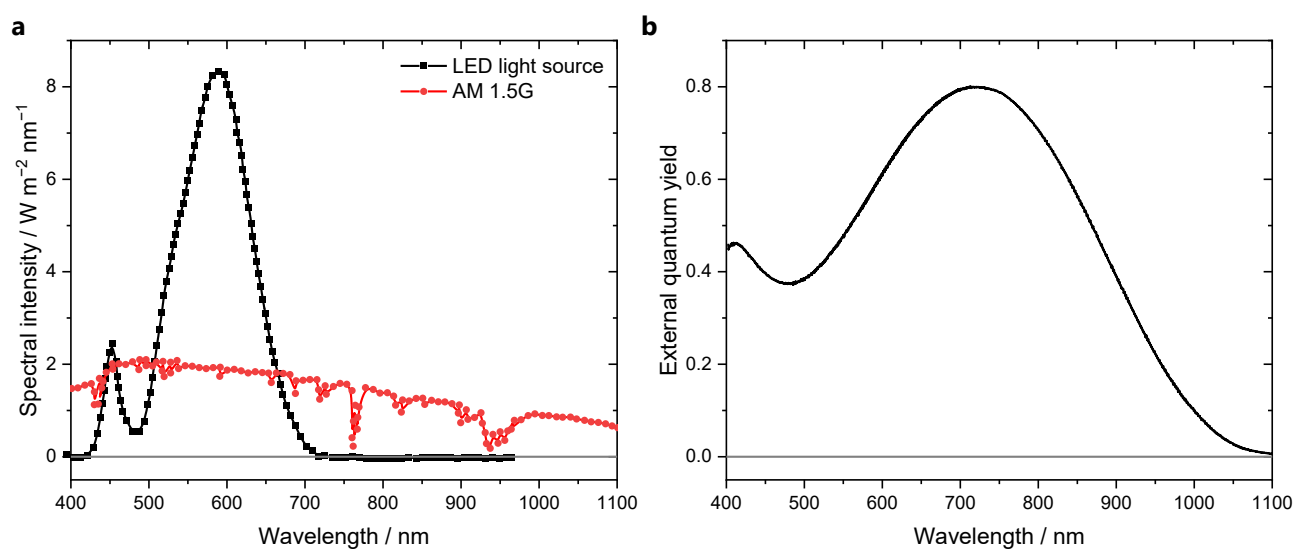 a
Spectral intensity / W m⁻² nm⁻¹
8
6
4
2
0
LED light source
AM 1.5G
400 500 600 700 800 900 1000 1100
Wavelength / nm
b
External quantum yield
0.8
0.6
0.4
0.2
0.0
400 500 600 700 800 900 1000 1100
Wavelength / nm